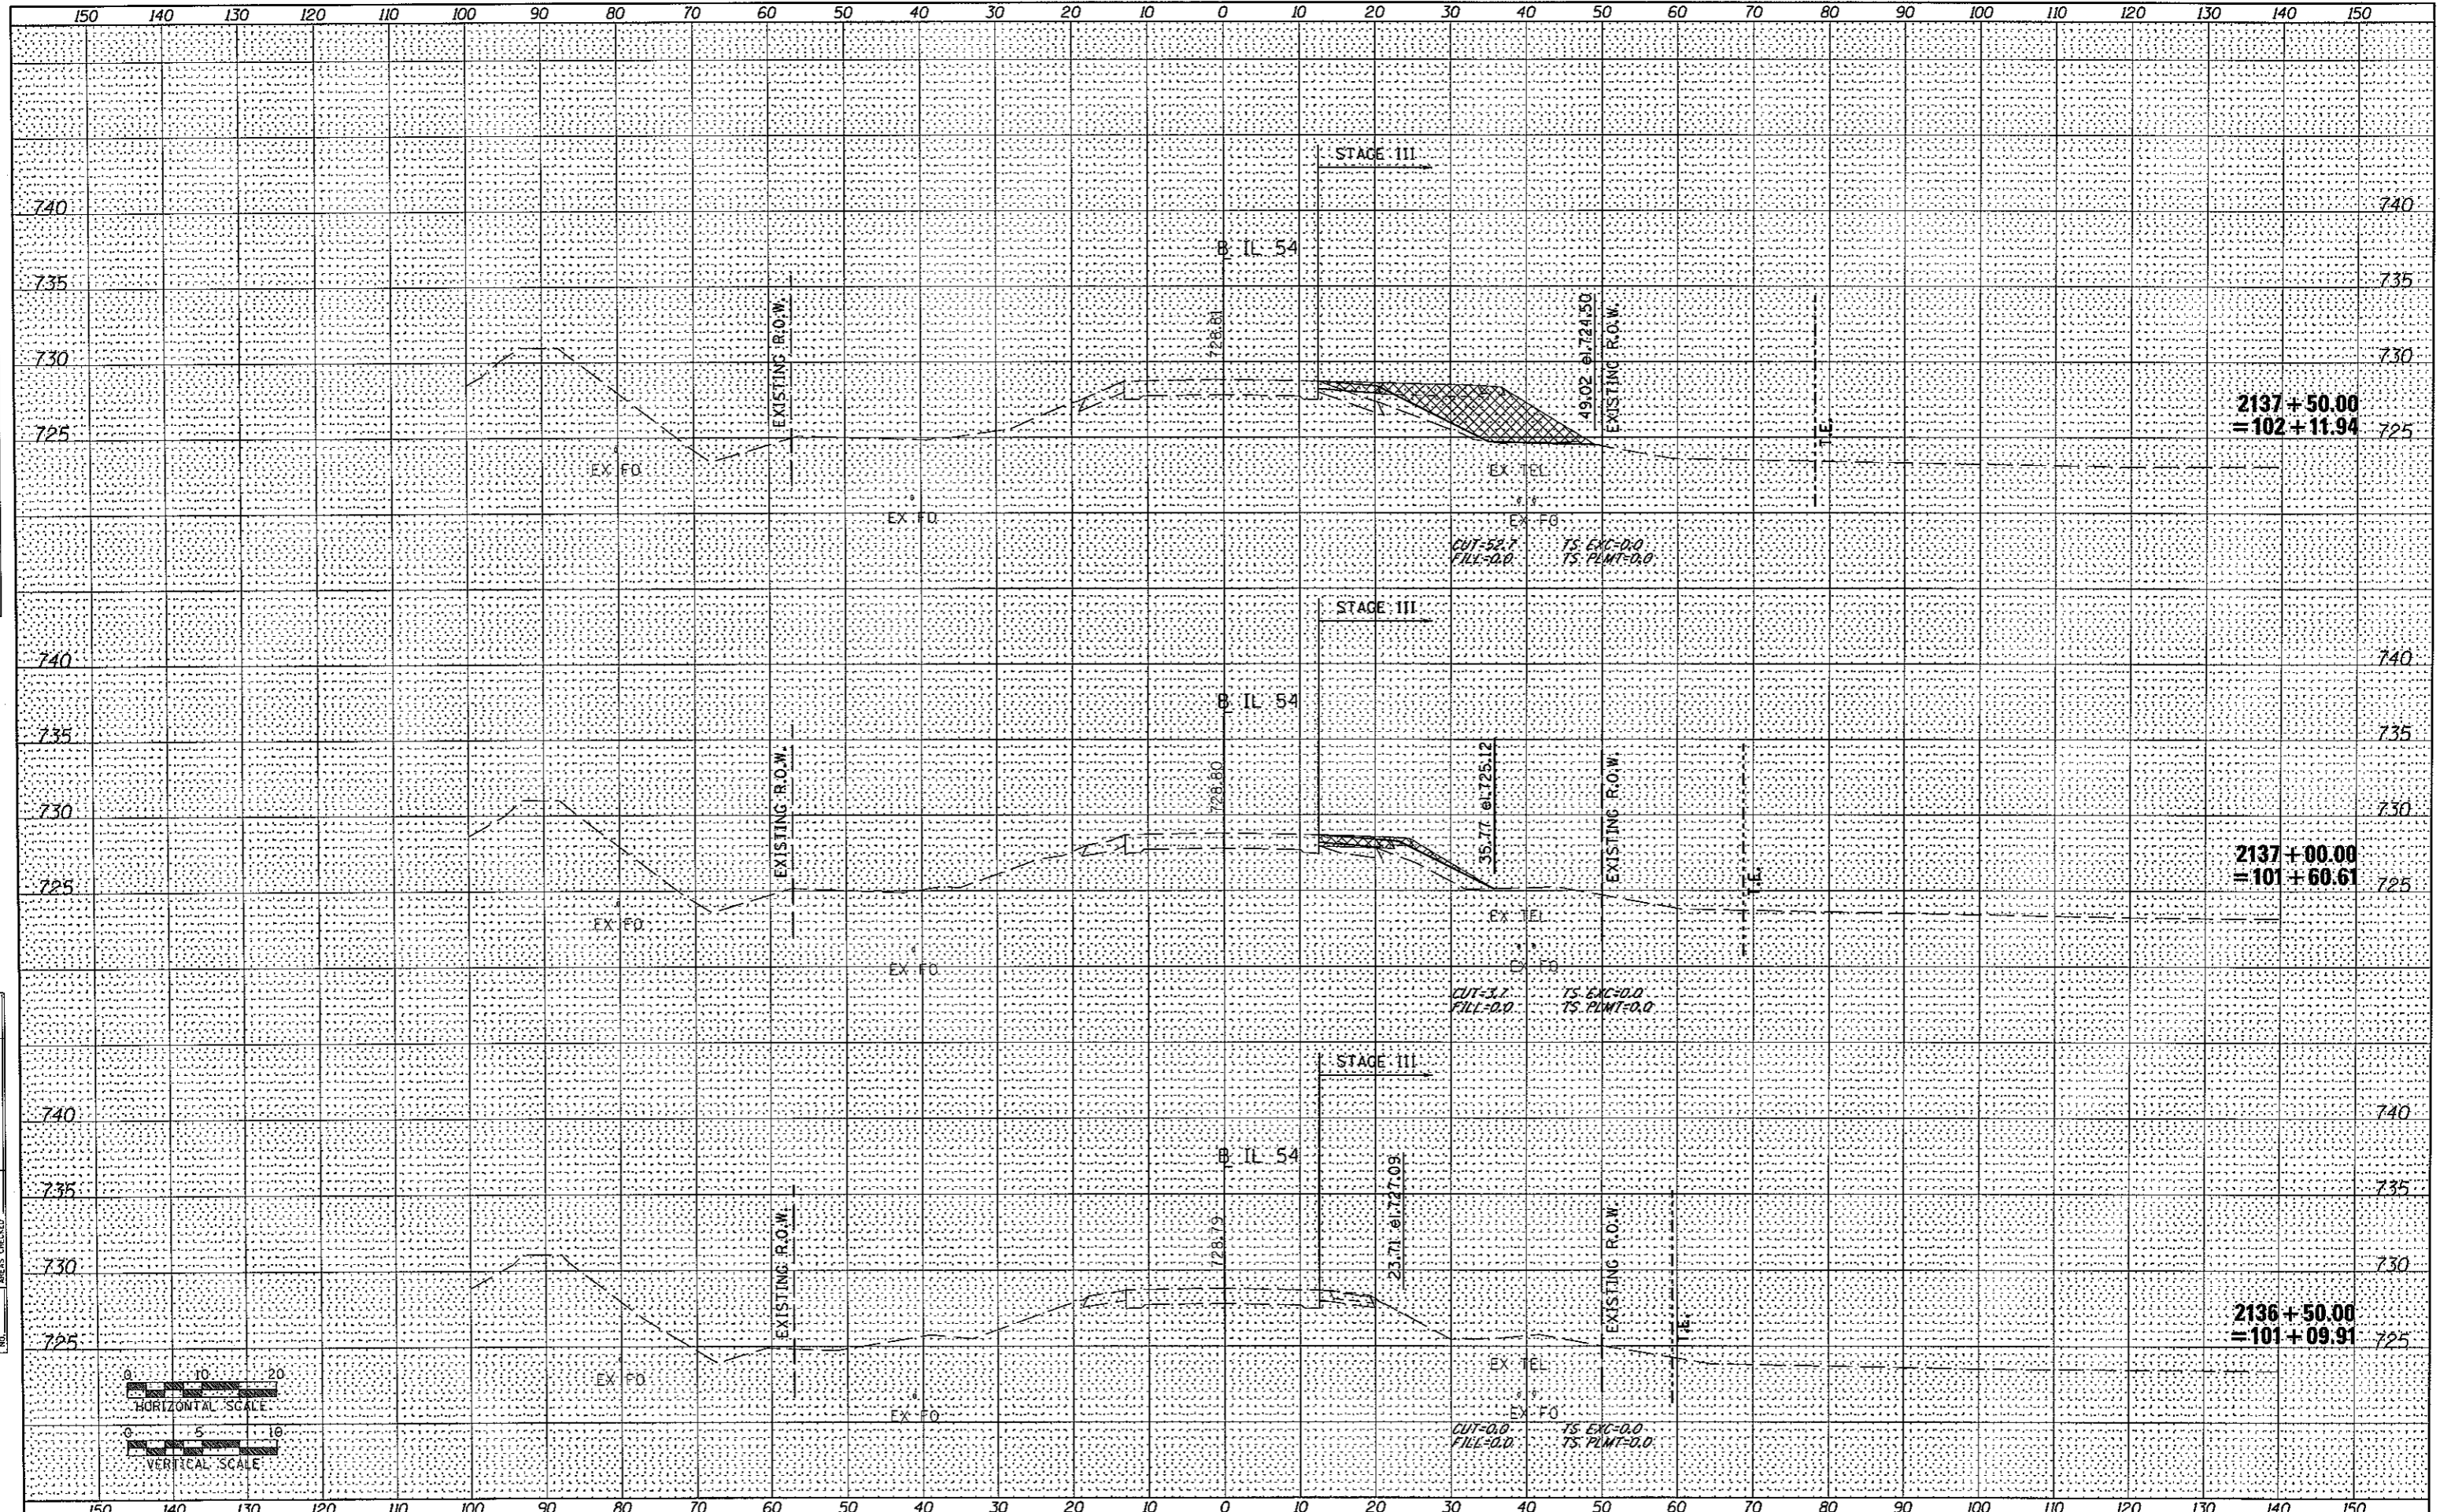 150 140 130 120 110 100 90 80 70 60 50 40 30 20 10 0 10 20 30 40 50 60 70 80 90 100 110 120 130 140 150
STAGE III
740 740
B IL 54
735 735
EXISTING R.O.W.
728.81
49.02 el.724.50
EXISTING R.O.W.
730 730
2137+50.00
=102+11.94
T.E.
725 725
EX FO
EX TEL
EX FO
EX FO
CUT=52.7 TS EXC=0.0
FILL=0.0 TS PLMT=0.0
STAGE III
740 740
B IL 54
735 735
EXISTING R.O.W.
728.80
35.77 el.725.12
EXISTING R.O.W.
730 730
2137+00.00
=101+60.61
T.E.
725 725
EX FO
EX TEL
EX FO
EX FO
CUT=3.7 TS EXC=0.0
FILL=0.0 TS PLMT=0.0
STAGE III
740 740
B IL 54
735 735
EXISTING R.O.W.
728.79
23.71 el.727.09
EXISTING R.O.W.
730 730
2136+50.00
=101+09.91
T.E.
725 725
EX FO
EX TEL
EX FO
EX FO
CUT=0.0 TS EXC=0.0
FILL=0.0 TS PLMT=0.0
0 10 20
HORIZONTAL SCALE
0 5 10
VERTICAL SCALE
150 140 130 120 110 100 90 80 70 60 50 40 30 20 10 0 10 20 30 40 50 60 70 80 90 100 110 120 130 140 150
AREAS CHECKED
NO.